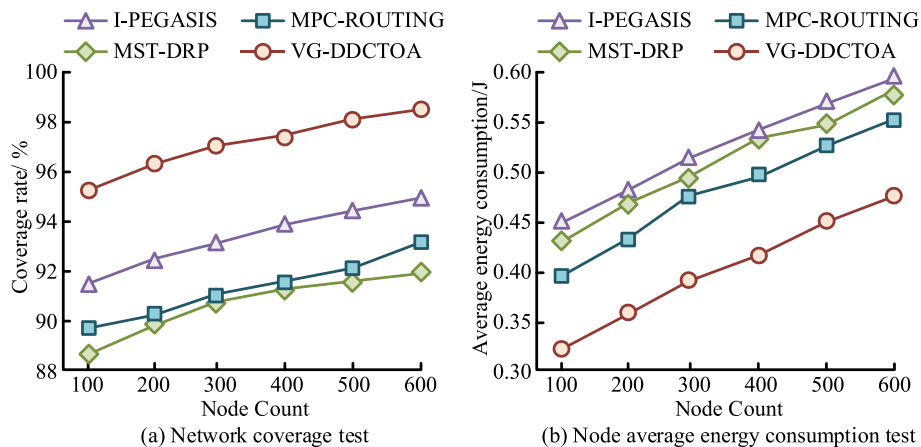 I-PEGASIS MPC-ROUTING
MST-DRP VG-DDCTOA
100
98
96
94
92
90
88
Coverage rate/ %
100 200 300 400 500 600
Node Count
(a) Network coverage test
I-PEGASIS MPC-ROUTING
MST-DRP VG-DDCTOA
0.60
0.55
0.50
0.45
0.40
0.35
0.30
Average energy consumption/J
100 200 300 400 500 600
Node Count
(b) Node average energy consumption test